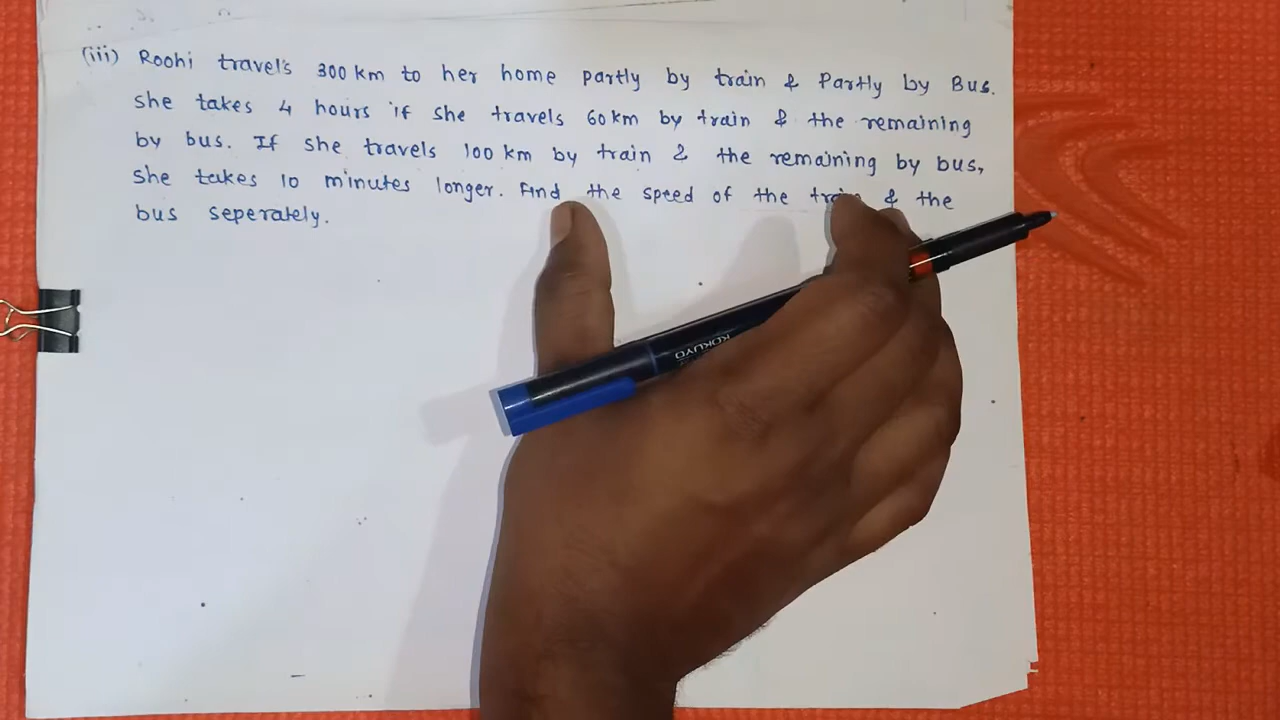 (iii) Roohi travels 300 km to her home partly by train & Partly by Bus.
She takes 4 hours if she travels 60 km by train & the remaining
by bus. If she travels 100 km by train & the remaining by bus,
she takes 10 minutes longer. Find the speed of the train & the
bus seperately.
KOKUYO